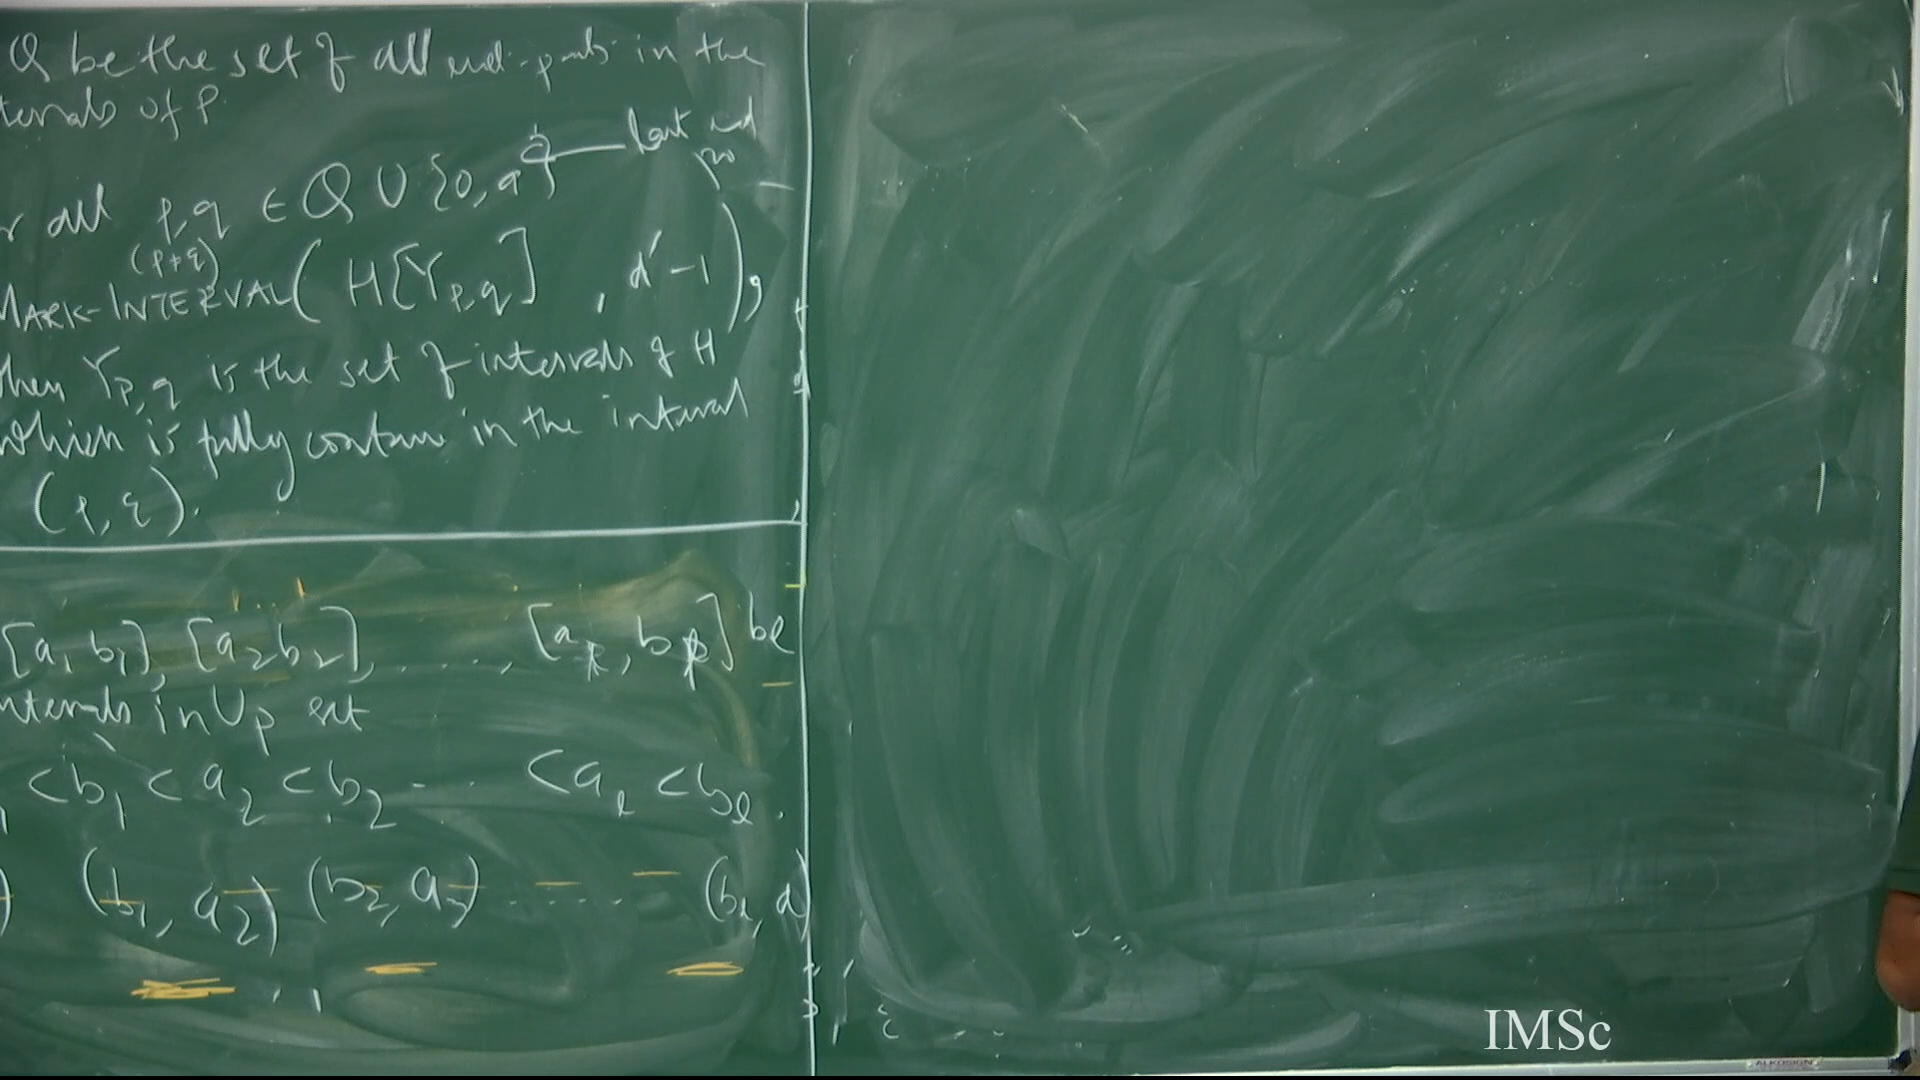 Q be the set of all end-points in the
tervals of P.
r all p,q ∈ Q ∪ {0, a} last end
(p≠q)
MARK-INTERVAL( H[Y_{p,q}] , d'-1 ),
then Y_{p,q} is the set of intervals of H
which is fully contain in the interval
(p, q).
[a_1 b_1], [a_2 b_2], ....., [a_l, b_l] be
ntervals in U_p st
< b_1 < a_2 < b_2 ... < a_l < b_l .
) (b_1, a_2) (b_2, a_3) ..... (b_l, a)
IMSc